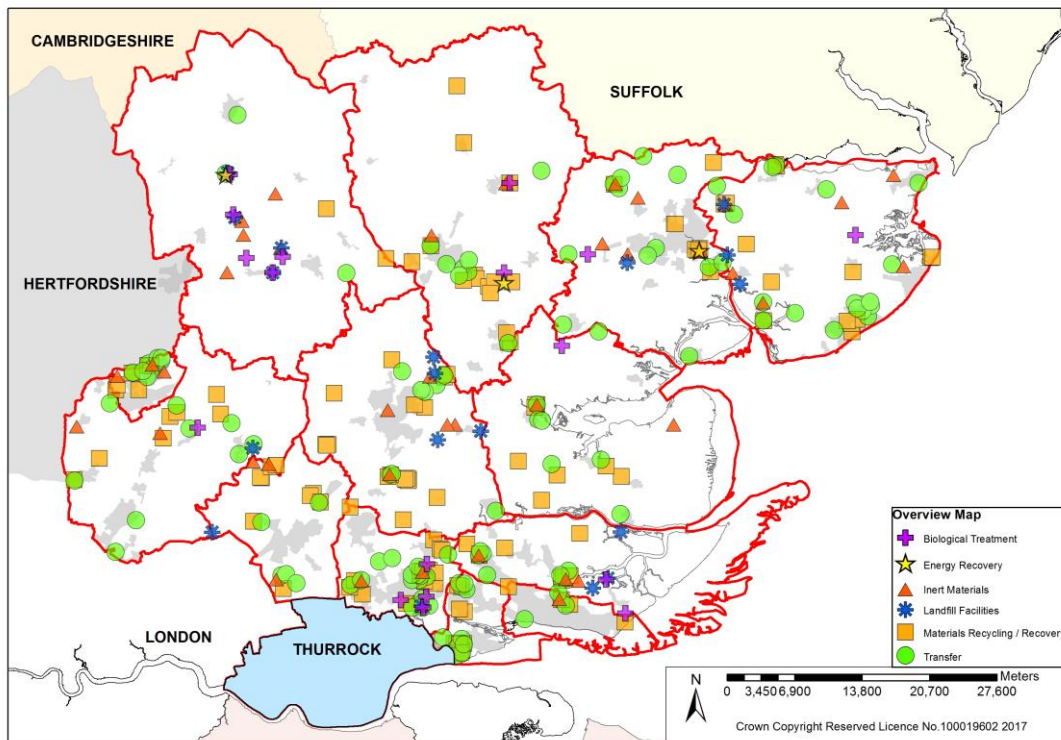 CAMBRIDGESHIRE
SUFFOLK
HERTFORDSHIRE
LONDON
THURROCK
Overview Map
Biological Treatment
Energy Recovery
Inert Materials
Landfill Facilities
Materials Recycling / Recover
Transfer
N
Meters
0 3,450 6,900 13,800 20,700 27,600
Crown Copyright Reserved Licence No.100019602 2017